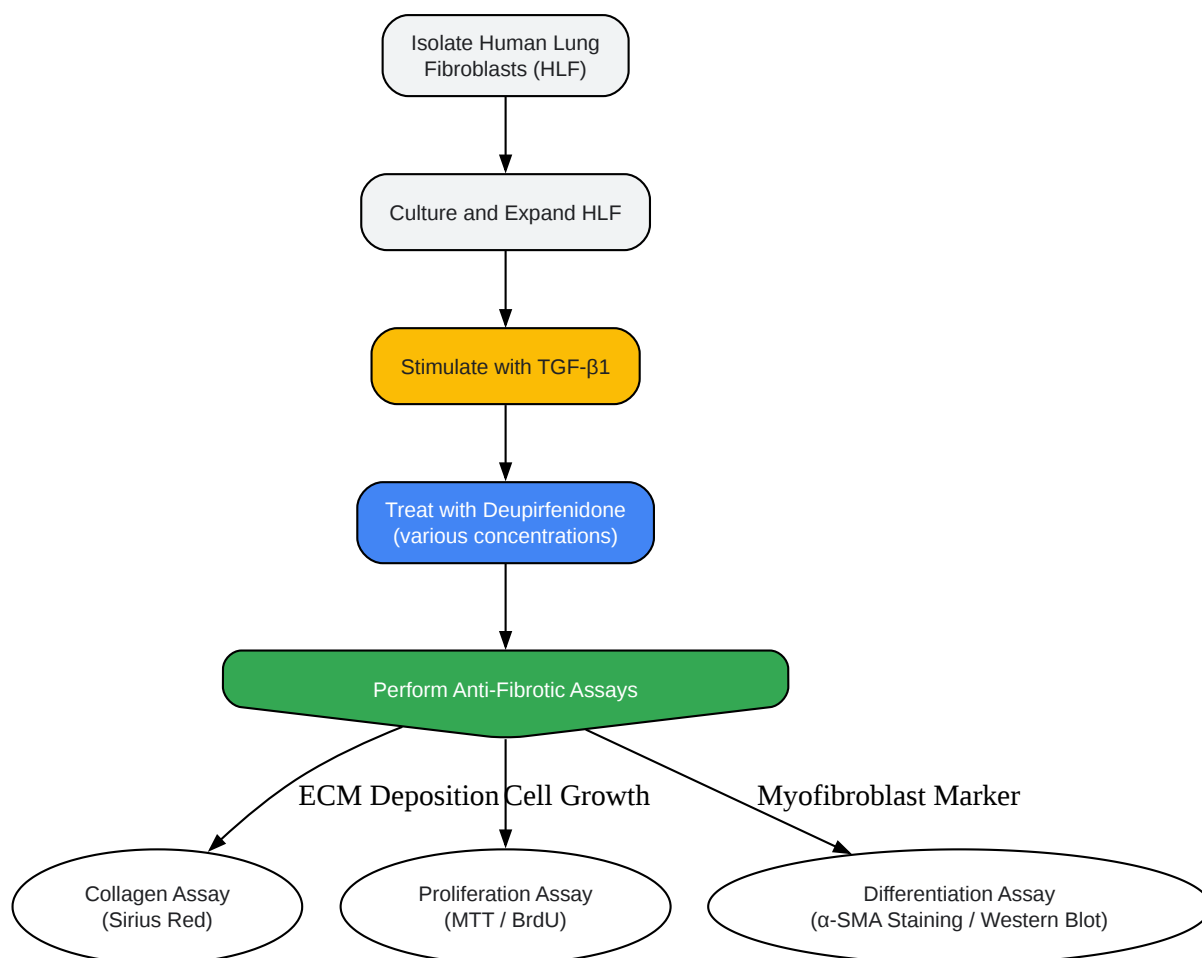 Isolate Human Lung
Fibroblasts (HLF)
Culture and Expand HLF
Stimulate with TGF-β1
Treat with Deupirfenidone
(various concentrations)
Perform Anti-Fibrotic Assays
ECM Deposition
Cell Growth
Myofibroblast Marker
Collagen Assay
(Sirius Red)
Proliferation Assay
(MTT / BrdU)
Differentiation Assay
(α-SMA Staining / Western Blot)